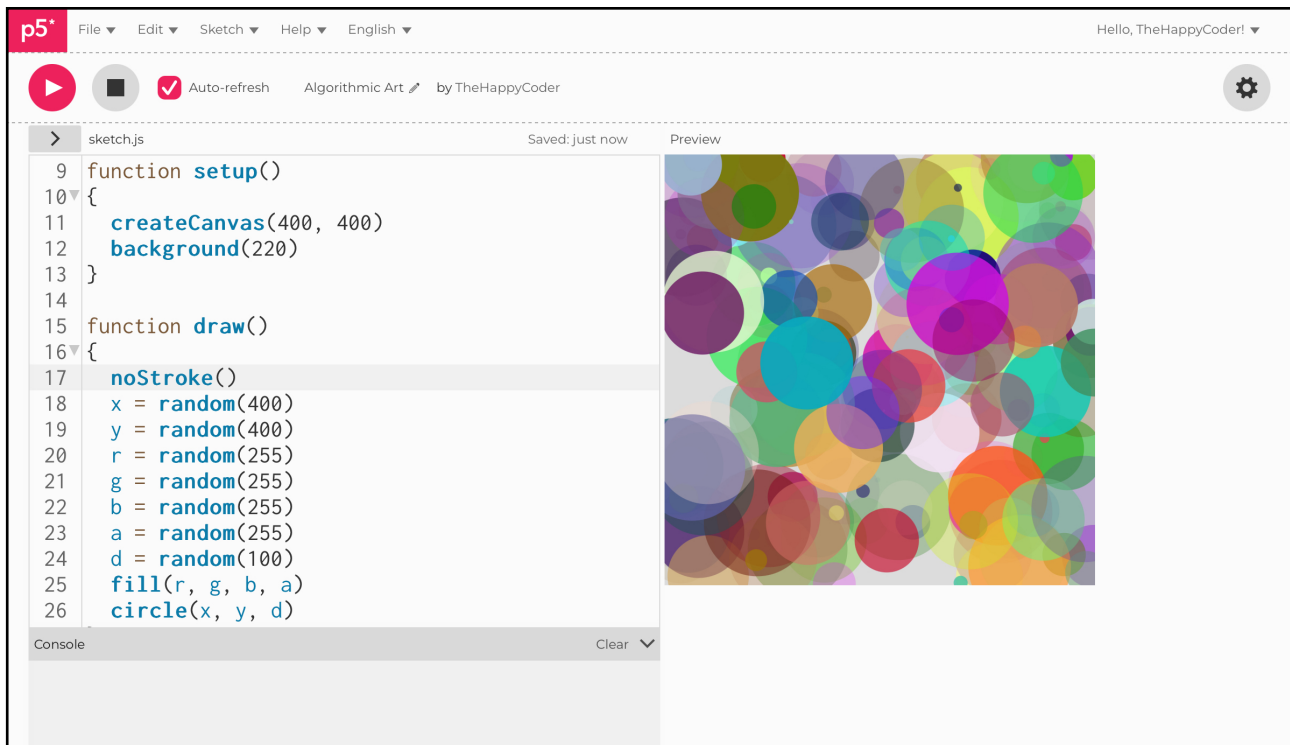 p5* File Edit Sketch Help English Hello, TheHappyCoder!
Auto-refresh Algorithmic Art by TheHappyCoder
sketch.js Saved: just now Preview
9 function setup()
10 {
11 createCanvas(400, 400)
12 background(220)
13 }
14
15 function draw()
16 {
17 noStroke()
18 x = random(400)
19 y = random(400)
20 r = random(255)
21 g = random(255)
22 b = random(255)
23 a = random(255)
24 d = random(100)
25 fill(r, g, b, a)
26 circle(x, y, d)
Console Clear